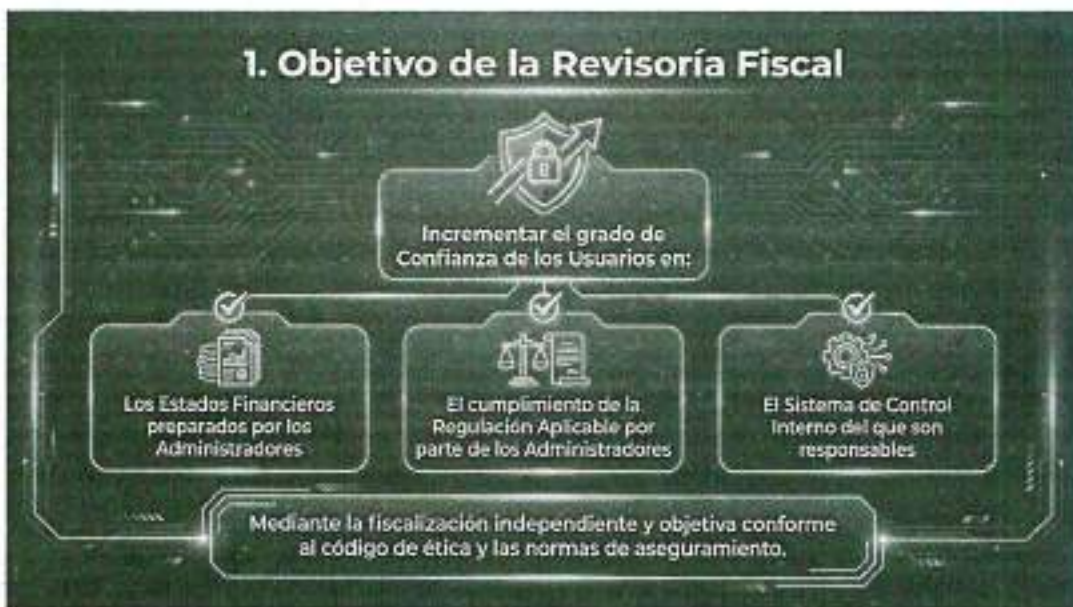 1. Objetivo de la Revisoría Fiscal
Incrementar el grado de
Confianza de los Usuarios en:
Los Estados Financieros
preparados por los
Administradores
El cumplimiento de la
Regulación Aplicable por
parte de los Administradores
El Sistema de Control
Interno del que son
responsables
Mediante la fiscalización independiente y objetiva conforme
al código de ética y las normas de aseguramiento.